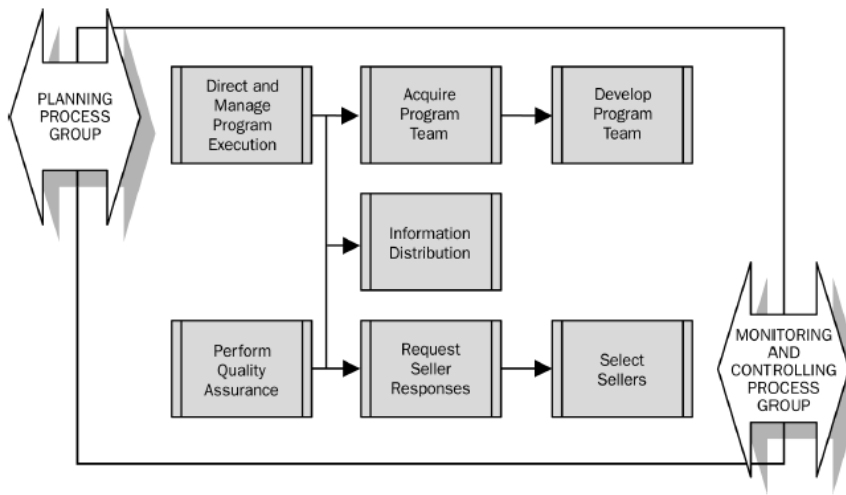 PLANNING
PROCESS
GROUP
Direct and
Manage
Program
Execution
Acquire
Program
Team
Develop
Program
Team
Information
Distribution
Perform
Quality
Assurance
Request
Seller
Responses
Select
Sellers
MONITORING
AND
CONTROLLING
PROCESS
GROUP